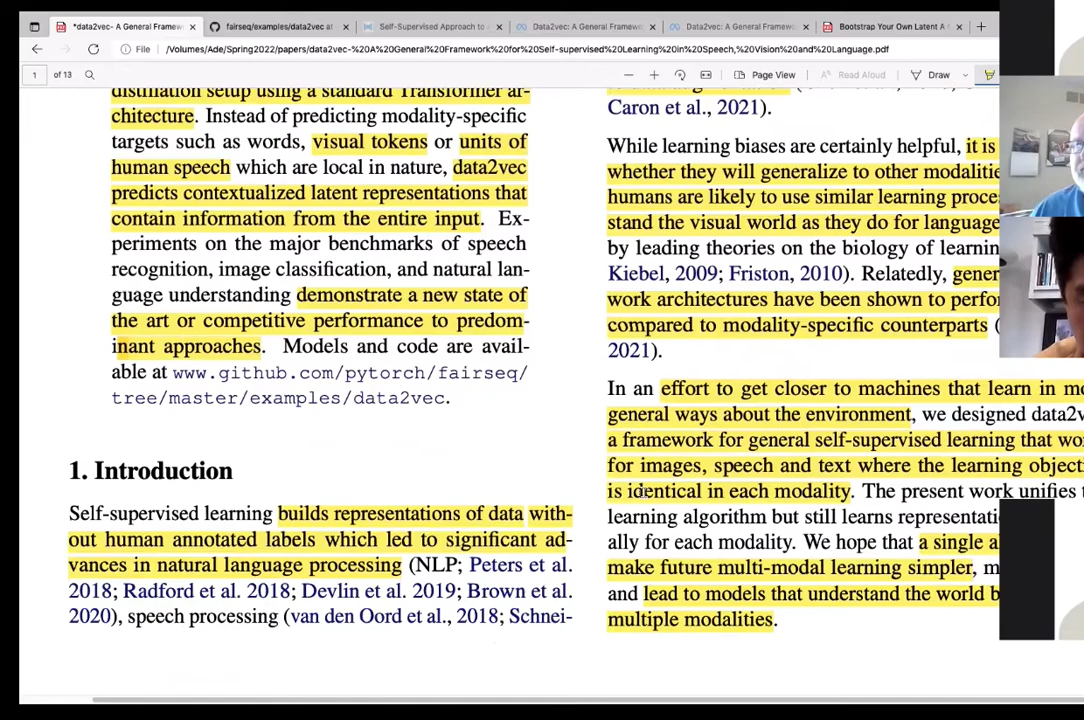 *data2vec- A General Framew
fairseq/examples/data2vec at
Self-Supervised Approach to
Data2vec: A General Framewo
Data2vec: A General Framewo
Bootstrap Your Own Latent A
File
/Volumes/Ade/Spring2022/papers/data2vec-%20A%20General%20Framework%20for%20Self-supervised%20Learning%20in%20Speech,%20Vision%20and%20Language.pdf
1 of 13
Page View
Read Aloud
Draw
distillation setup using a standard Transformer ar-
chitecture. Instead of predicting modality-specific
targets such as words, visual tokens or units of
human speech which are local in nature, data2vec
predicts contextualized latent representations that
contain information from the entire input. Ex-
periments on the major benchmarks of speech
recognition, image classification, and natural lan-
guage understanding demonstrate a new state of
the art or competitive performance to predom-
inant approaches. Models and code are avail-
able at www.github.com/pytorch/fairseq/
tree/master/examples/data2vec.
1. Introduction
Self-supervised learning builds representations of data with-
out human annotated labels which led to significant ad-
vances in natural language processing (NLP; Peters et al.
2018; Radford et al. 2018; Devlin et al. 2019; Brown et al.
2020), speech processing (van den Oord et al., 2018; Schnei-
Caron et al., 2021).
While learning biases are certainly helpful, it is
whether they will generalize to other modalitie
humans are likely to use similar learning proce
stand the visual world as they do for language
by leading theories on the biology of learnin
Kiebel, 2009; Friston, 2010). Relatedly, gener
work architectures have been shown to perfo
compared to modality-specific counterparts (
2021).
In an effort to get closer to machines that learn in mo
general ways about the environment, we designed data2v
a framework for general self-supervised learning that wo
for images, speech and text where the learning objecti
is identical in each modality. The present work unifies t
learning algorithm but still learns representati
ally for each modality. We hope that a single a
make future multi-modal learning simpler, m
and lead to models that understand the world b
multiple modalities.